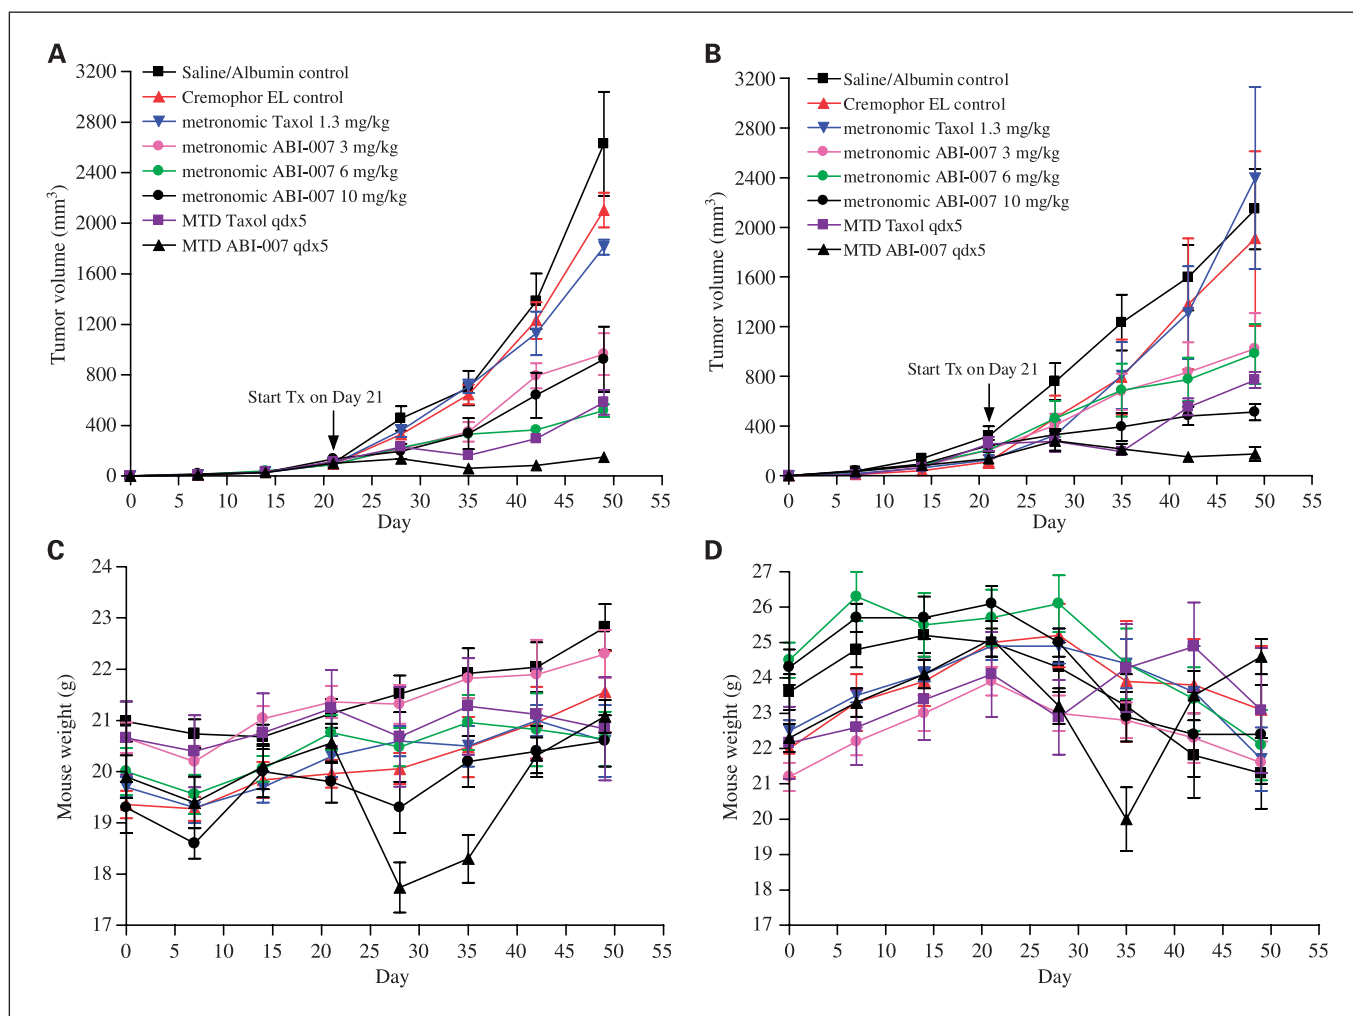 A
Saline/Albumin control
Cremophor EL control
metronomic Taxol 1.3 mg/kg
metronomic ABI-007 3 mg/kg
metronomic ABI-007 6 mg/kg
metronomic ABI-007 10 mg/kg
MTD Taxol qdx5
MTD ABI-007 qdx5
Tumor volume (mm³)
3200
2800
2400
2000
1600
1200
800
400
0
Start Tx on Day 21
0 5 10 15 20 25 30 35 40 45 50 55
Day
B
Saline/Albumin control
Cremophor EL control
metronomic Taxol 1.3 mg/kg
metronomic ABI-007 3 mg/kg
metronomic ABI-007 6 mg/kg
metronomic ABI-007 10 mg/kg
MTD Taxol qdx5
MTD ABI-007 qdx5
Tumor volume (mm³)
3200
2800
2400
2000
1600
1200
800
400
0
Start Tx on Day 21
0 5 10 15 20 25 30 35 40 45 50 55
Day
C
Mouse weight (g)
24
23
22
21
20
19
18
17
0 5 10 15 20 25 30 35 40 45 50 55
Day
D
Mouse weight (g)
27
26
25
24
23
22
21
20
19
18
17
0 5 10 15 20 25 30 35 40 45 50 55
Day